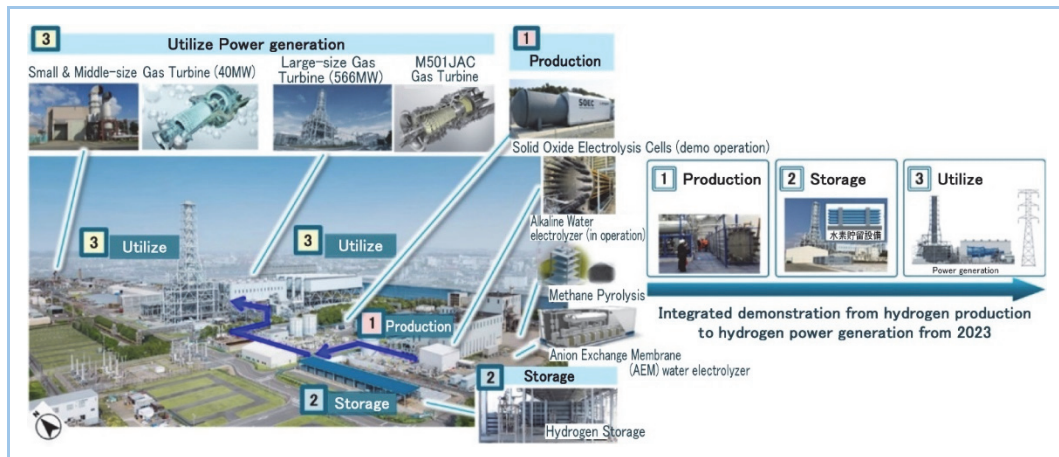 3
Utilize Power generation
Small & Middle-size Gas Turbine (40MW)
Large-size Gas
Turbine (566MW)
M501JAC
Gas Turbine
1
Production
SOEC
Solid Oxide Electrolysis Cells (demo operation)
Alkaline Water
electrolyzer (in operation)
Methane Pyrolysis
Anion Exchange Membrane
(AEM) water electrolyzer
3
Utilize
3
Utilize
1
Production
2
Storage
2
Storage
Hydrogen Storage
1
Production
2
Storage
水素貯留設備
3
Utilize
Power generation
Integrated demonstration from hydrogen production
to hydrogen power generation from 2023